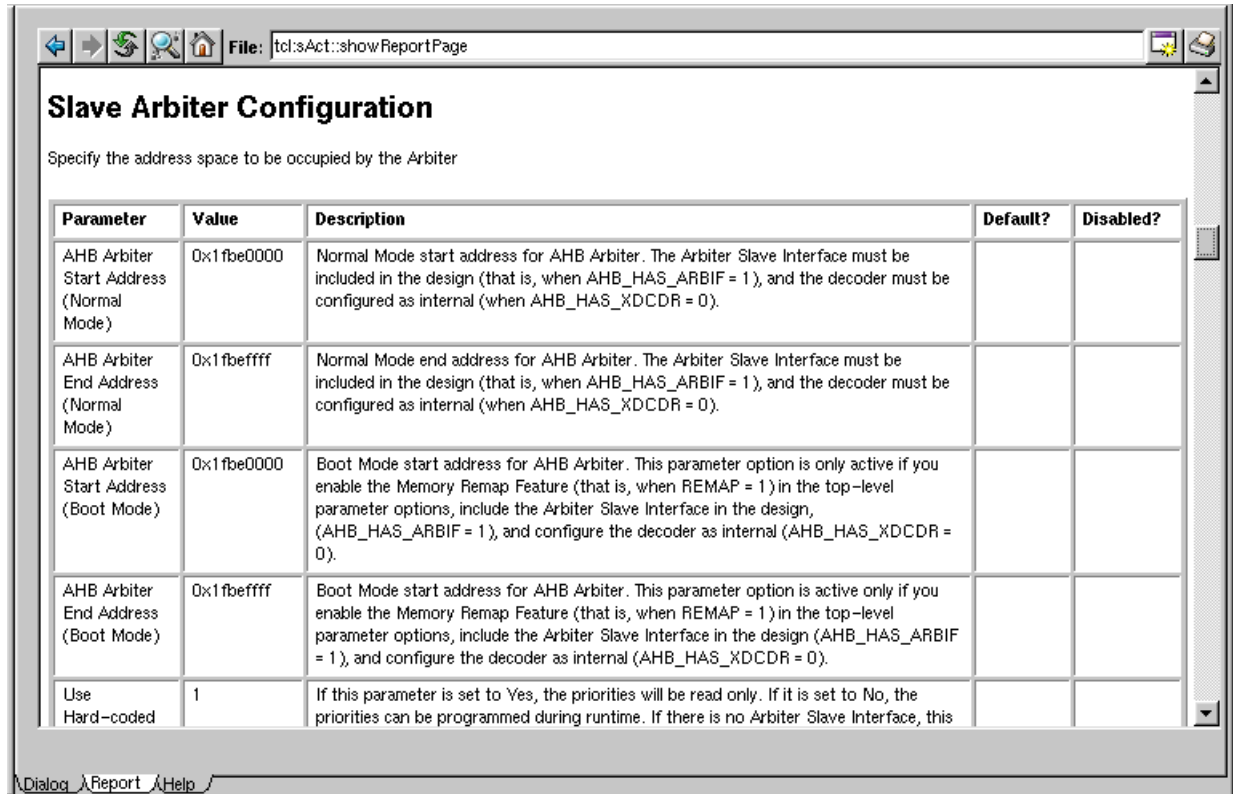 File: tcl:sAct::showReportPage
Slave Arbiter Configuration
Specify the address space to be occupied by the Arbiter
Parameter Value Description Default? Disabled?
AHB Arbiter
Start Address
(Normal
Mode)
0x1fbe0000
Normal Mode start address for AHB Arbiter. The Arbiter Slave Interface must be
included in the design (that is, when AHB_HAS_ARBIF = 1), and the decoder must be
configured as internal (when AHB_HAS_XDCDR = 0).
AHB Arbiter
End Address
(Normal
Mode)
0x1fbeffff
Normal Mode end address for AHB Arbiter. The Arbiter Slave Interface must be
included in the design (that is, when AHB_HAS_ARBIF = 1), and the decoder must be
configured as internal (when AHB_HAS_XDCDR = 0).
AHB Arbiter
Start Address
(Boot Mode)
0x1fbe0000
Boot Mode start address for AHB Arbiter. This parameter option is only active if you
enable the Memory Remap Feature (that is, when REMAP = 1) in the top-level
parameter options, include the Arbiter Slave Interface in the design,
(AHB_HAS_ARBIF = 1), and configure the decoder as internal (AHB_HAS_XDCDR =
0).
AHB Arbiter
End Address
(Boot Mode)
0x1fbeffff
Boot Mode start address for AHB Arbiter. This parameter option is active only if you
enable the Memory Remap Feature (that is, when REMAP = 1) in the top-level
parameter options, include the Arbiter Slave Interface in the design (AHB_HAS_ARBIF
= 1), and configure the decoder as internal (AHB_HAS_XDCDR = 0).
Use
Hard-coded
1
If this parameter is set to Yes, the priorities will be read only. If it is set to No, the
priorities can be programmed during runtime. If there is no Arbiter Slave Interface, this
Dialog Report Help